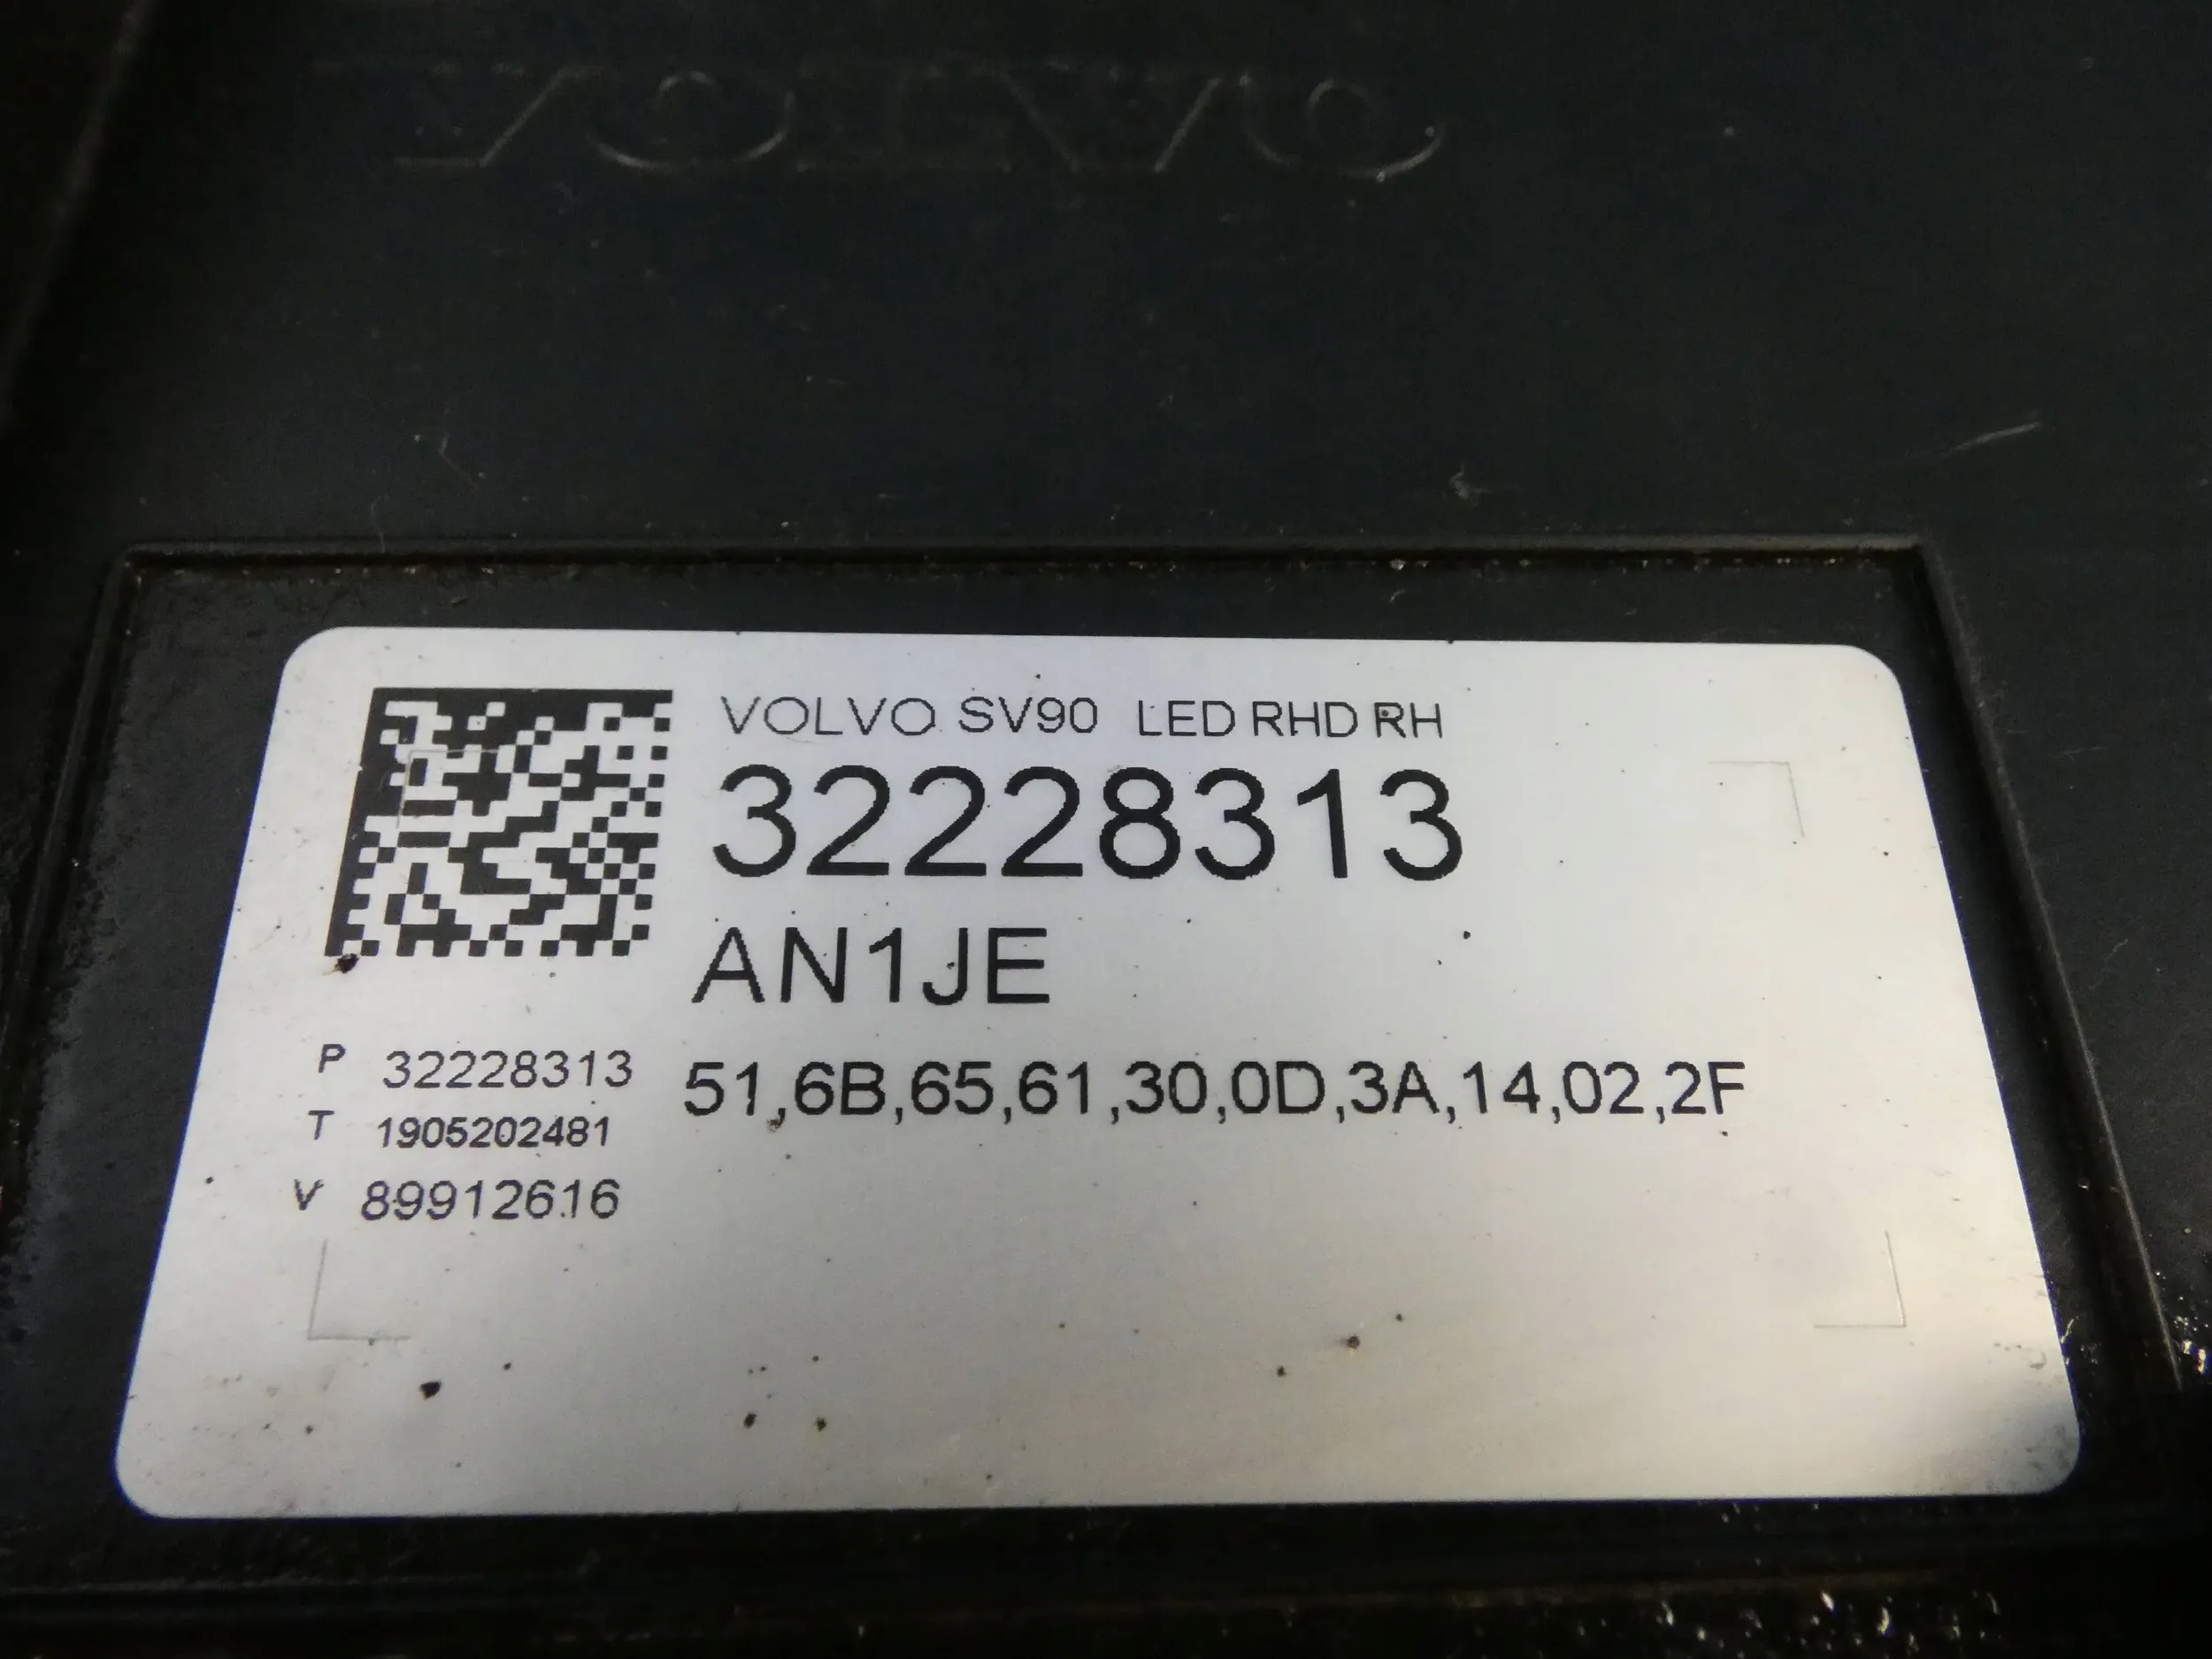 VOLVO
VOLVO SV90 LED RHD RH
32228313
AN1JE
P 32228313
51,6B,65,61,30,0D,3A,14,02,2F
T 1905202481
V 89912616